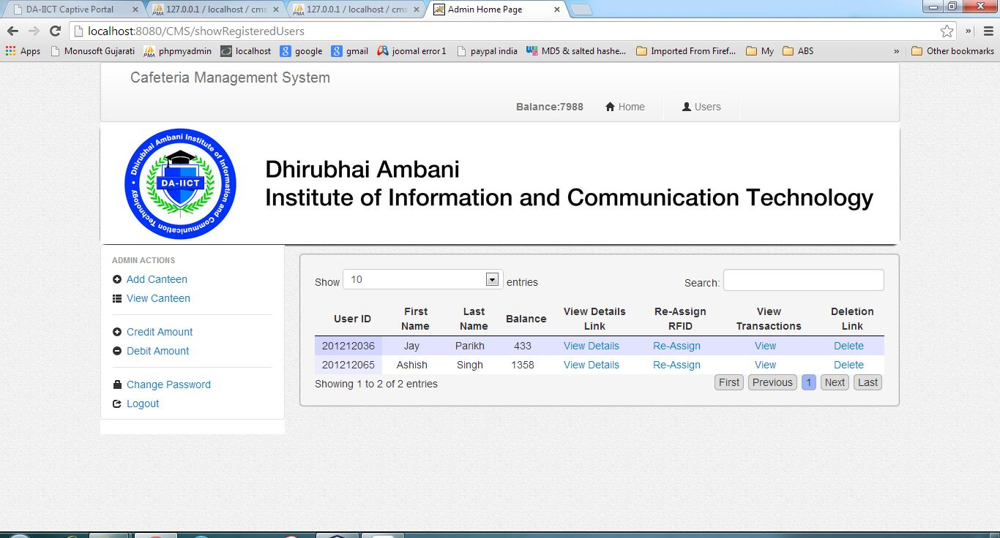 DA-IICT Captive Portal
127.0.0.1 / localhost / cms
127.0.0.1 / localhost / cms
Admin Home Page
localhost:8080/CMS/showRegisteredUsers
Apps Monusoft Gujarati phpmyadmin localhost google gmail joomal error1 paypal india MD5 & salted hashe... Imported From Firef... My ABS » Other bookmarks
Cafeteria Management System
Balance:7988 Home Users
Dhirubhai Ambani Institute of Information and Communication Technology
DA-IICT
Dhirubhai Ambani
Institute of Information and Communication Technology
ADMIN ACTIONS
Add Canteen
View Canteen
Credit Amount
Debit Amount
Change Password
Logout
Show 10 entries Search:
User ID First Name Last Name Balance View Details Link Re-Assign RFID View Transactions Deletion Link
201212036 Jay Parikh 433 View Details Re-Assign View Delete
201212065 Ashish Singh 1358 View Details Re-Assign View Delete
Showing 1 to 2 of 2 entries First Previous 1 Next Last